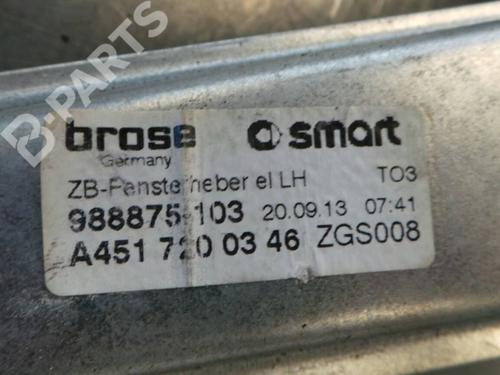 B-PARTS
brose smart
Germany
ZB-Fensterheber el LH TO3
988875-103 20.09.13 07:41
A451 720 03 46 ZGS008